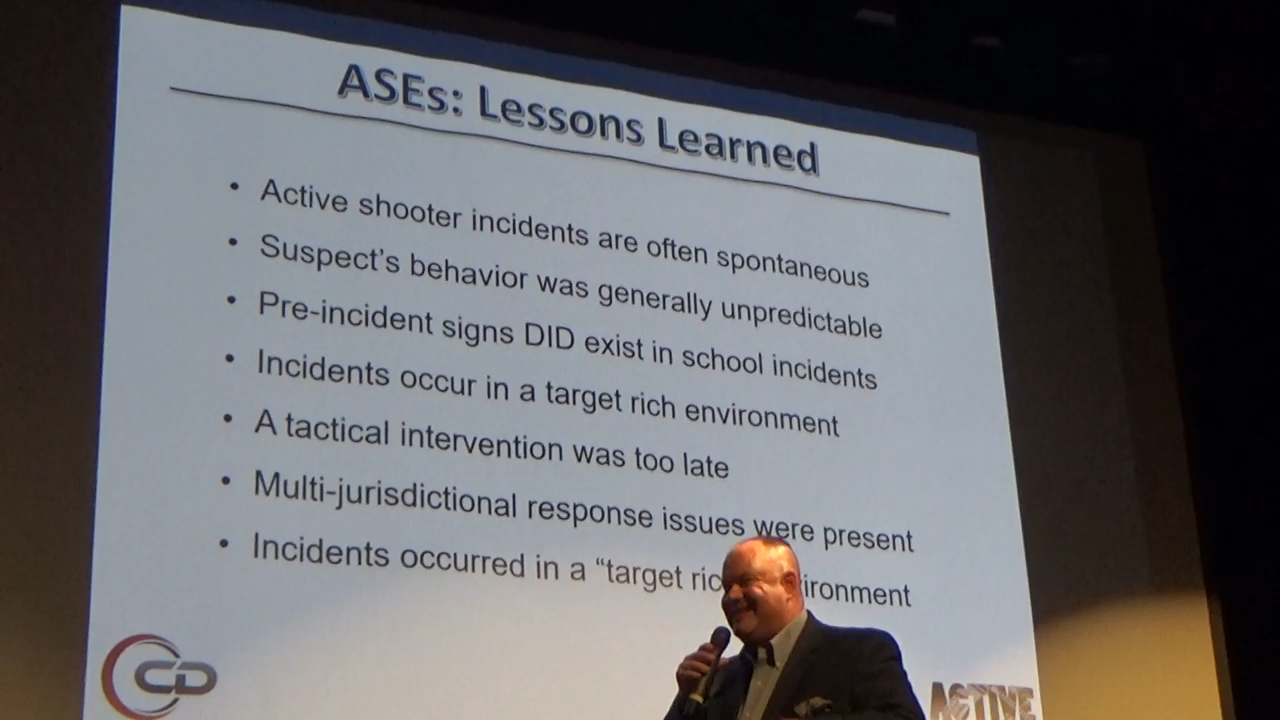 ASEs: Lessons Learned
• Active shooter incidents are often spontaneous
• Suspect's behavior was generally unpredictable
• Pre-incident signs DID exist in school incidents
• Incidents occur in a target rich environment
• A tactical intervention was too late
• Multi-jurisdictional response issues were present
• Incidents occurred in a “target
CD
ACTIVE